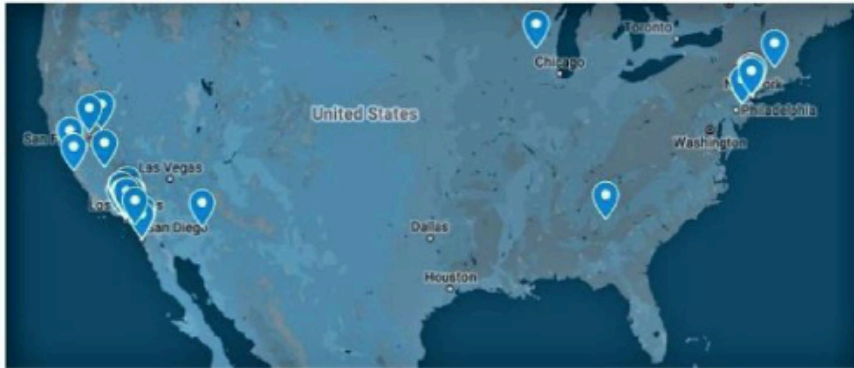 Toronto
Chicago
United States
Philadelphia
Washington
Las Vegas
San Diego
Dallas
Houston